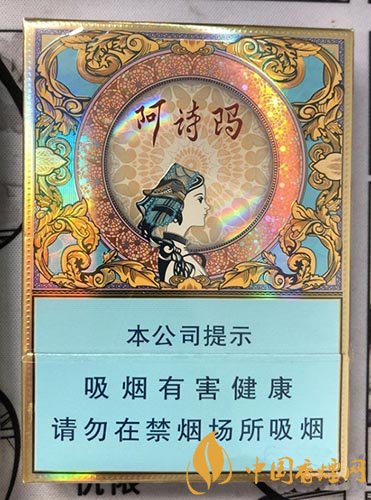 阿诗玛
本公司提示
吸烟有害健康
请勿在禁烟场所吸烟
中国香烟网